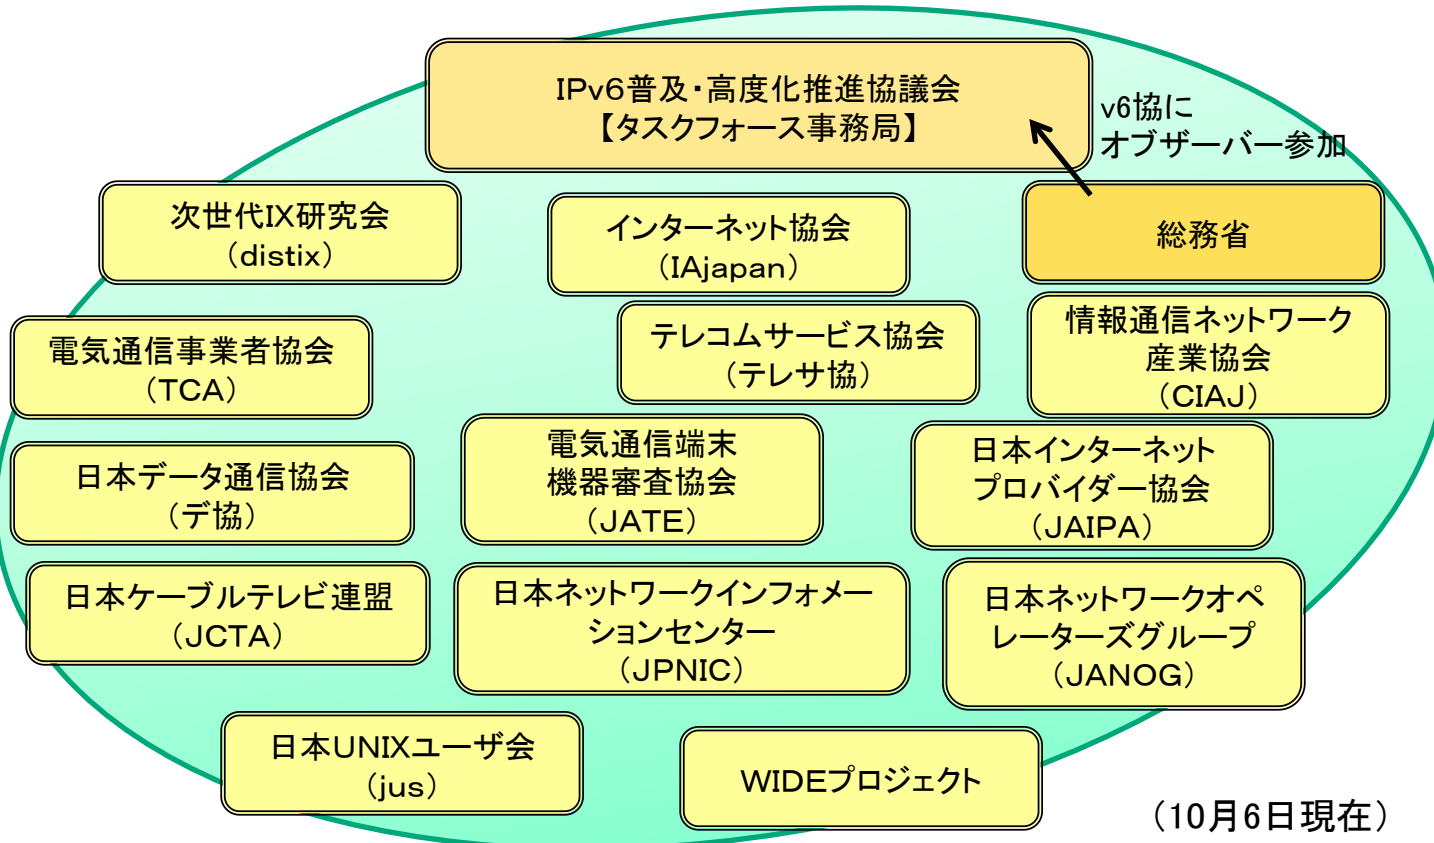 IPv6普及・高度化推進協議会
【タスクフォース事務局】
v6協に
オブザーバー参加
次世代IX研究会
（distix）
インターネット協会
（IAjapan）
総務省
電気通信事業者協会
（TCA）
テレコムサービス協会
（テレサ協）
情報通信ネットワーク
産業協会
（CIAJ）
日本データ通信協会
（デ協）
電気通信端末
機器審査協会
（JATE）
日本インターネット
プロバイダー協会
（JAIPA）
日本ケーブルテレビ連盟
（JCTA）
日本ネットワークインフォメー
ションセンター
（JPNIC）
日本ネットワークオペ
レーターズグループ
（JANOG）
日本UNIXユーザ会
（jus）
WIDEプロジェクト
（10月6日現在）